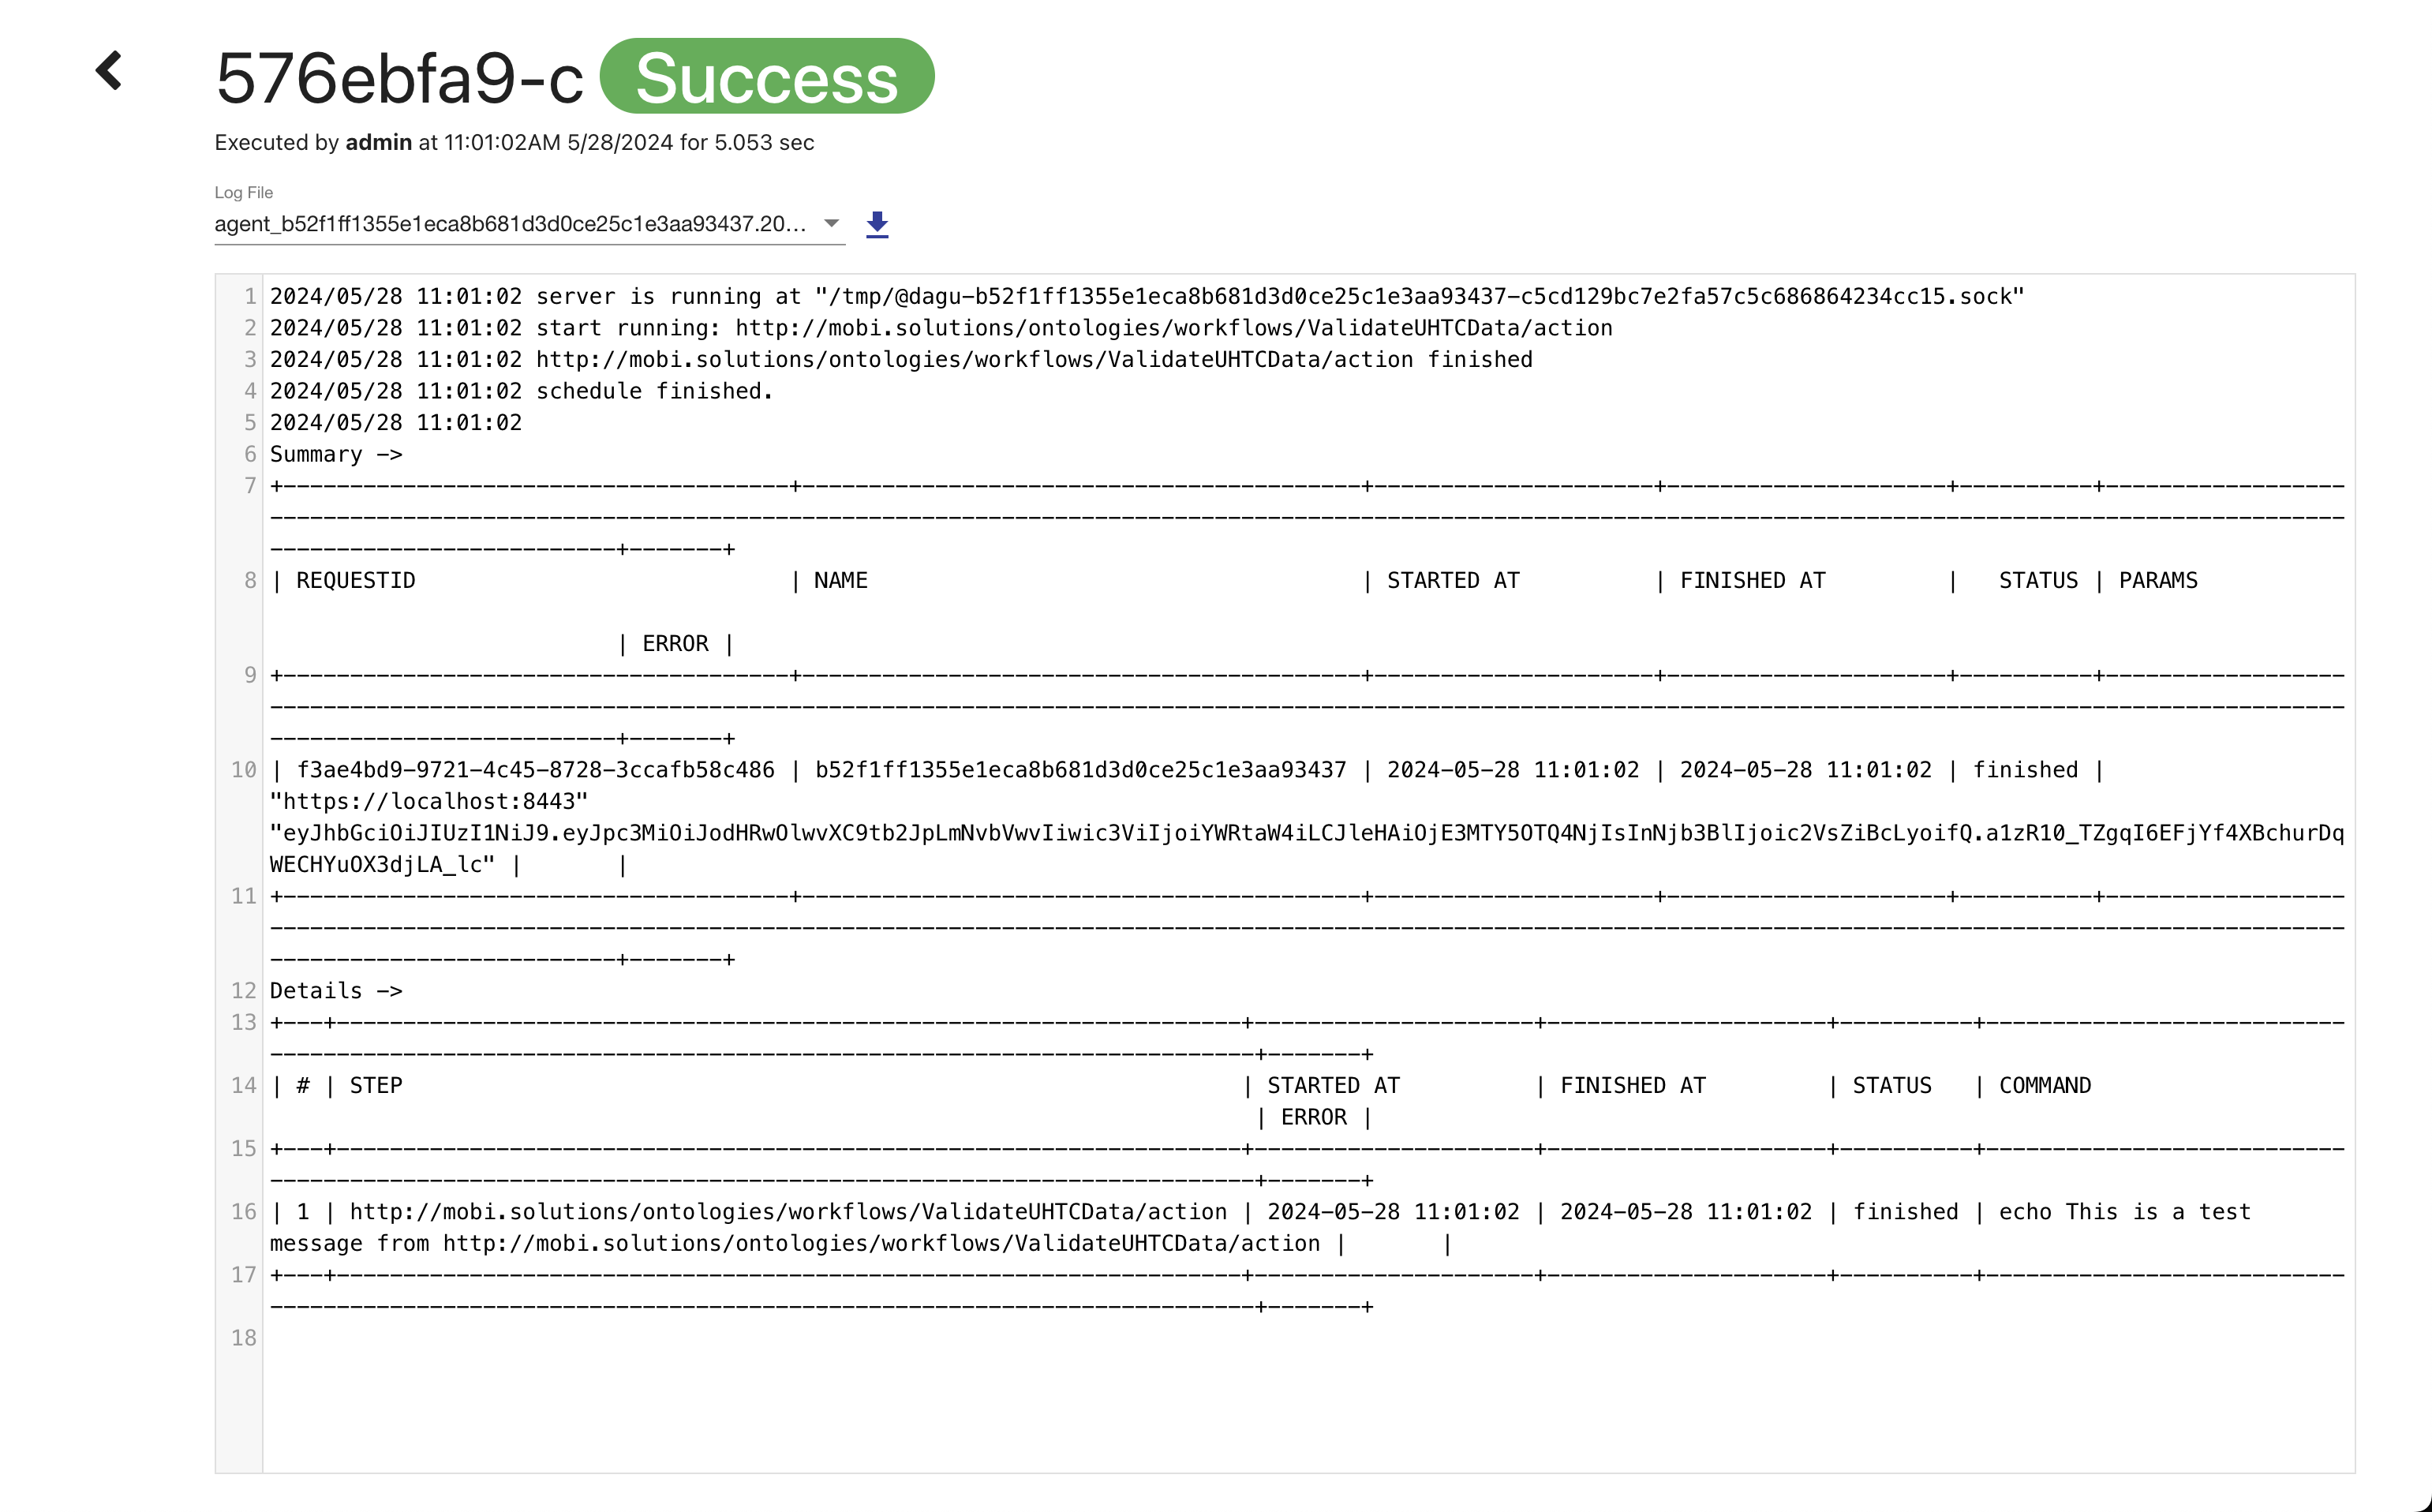 576ebfa9-c Success
Executed by admin at 11:01:02AM 5/28/2024 for 5.053 sec
Log File
agent_b52f1ff1355e1eca8b681d3d0ce25c1e3aa93437.20...
1 2024/05/28 11:01:02 server is running at "/tmp/@dagu-b52f1ff1355e1eca8b681d3d0ce25c1e3aa93437-c5cd129bc7e2fa57c5c686864234cc15.sock"
2 2024/05/28 11:01:02 start running: http://mobi.solutions/ontologies/workflows/ValidateUHTCData/action
3 2024/05/28 11:01:02 http://mobi.solutions/ontologies/workflows/ValidateUHTCData/action finished
4 2024/05/28 11:01:02 schedule finished.
5 2024/05/28 11:01:02
6 Summary ->
7
8 | REQUESTID | NAME | STARTED AT | FINISHED AT | STATUS | PARAMS
| ERROR |
9
10 | f3ae4bd9-9721-4c45-8728-3ccafb58c486 | b52f1ff1355e1eca8b681d3d0ce25c1e3aa93437 | 2024-05-28 11:01:02 | 2024-05-28 11:01:02 | finished |
"https://localhost:8443"
"eyJhbGciOiJIUzI1NiJ9.eyJpc3MiOiJodHRwOlwvXC9tb2JpLmNvbVwvIiwic3ViIjoiYWRtaW4iLCJleHAiOjE3MTY5OTQ4NjIsInNjb3BlIjoic2VsZiBcLyoifQ.a1zR10_TZgqI6EFjYf4XBchurDq
WECHYuOX3djLA_lc" | |
11
12 Details ->
13
14 | # | STEP | STARTED AT | FINISHED AT | STATUS | COMMAND
| ERROR |
15
16 | 1 | http://mobi.solutions/ontologies/workflows/ValidateUHTCData/action | 2024-05-28 11:01:02 | 2024-05-28 11:01:02 | finished | echo This is a test
message from http://mobi.solutions/ontologies/workflows/ValidateUHTCData/action | |
17
18